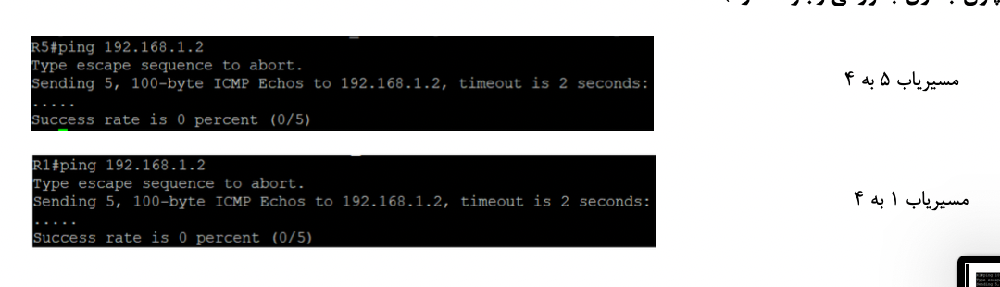 R5#ping 192.168.1.2
Type escape sequence to abort.
Sending 5, 100-byte ICMP Echos to 192.168.1.2, timeout is 2 seconds:
.....
Success rate is 0 percent (0/5)
مسیریاب ۵ به ۴
R1#ping 192.168.1.2
Type escape sequence to abort.
Sending 5, 100-byte ICMP Echos to 192.168.1.2, timeout is 2 seconds:
.....
Success rate is 0 percent (0/5)
مسیریاب ۱ به ۴